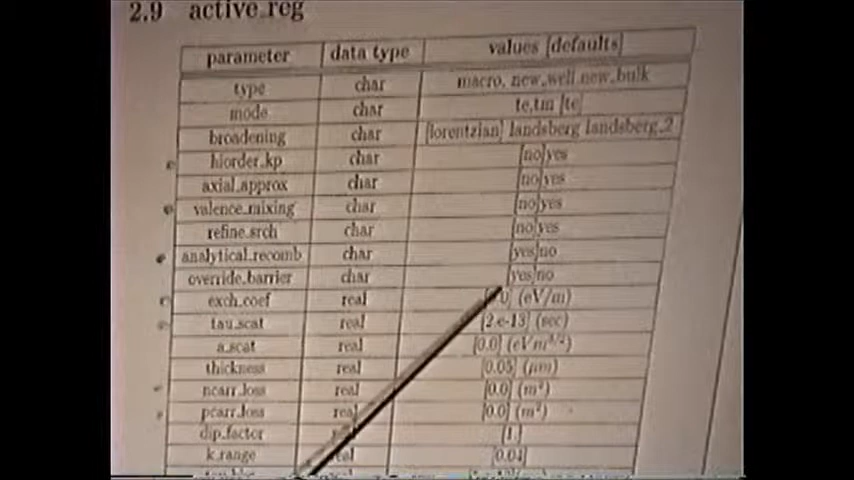 2.9 active_reg
parameter data type values [defaults]
type char macro, new_well,new_bulk
mode char te,tm [te]
broadening char [lorentzian] landsberg landsberg_2
hiorder_kp char [no]yes
axial_approx char [no]yes
valence_mixing char [no]yes
refine_srch char [no]yes
analytical_recomb char [yes]no
override_barrier char [yes]no
exch_coef real (eV/m)
tau_scat real [2.e-13] (sec)
a_scat real [0.0]
thickness real [0.05] (μm)
ncarr_loss real [0.0] (m²)
pcarr_loss real [0.0] (m²)
dip_factor [1.]
k_range real [0.04]